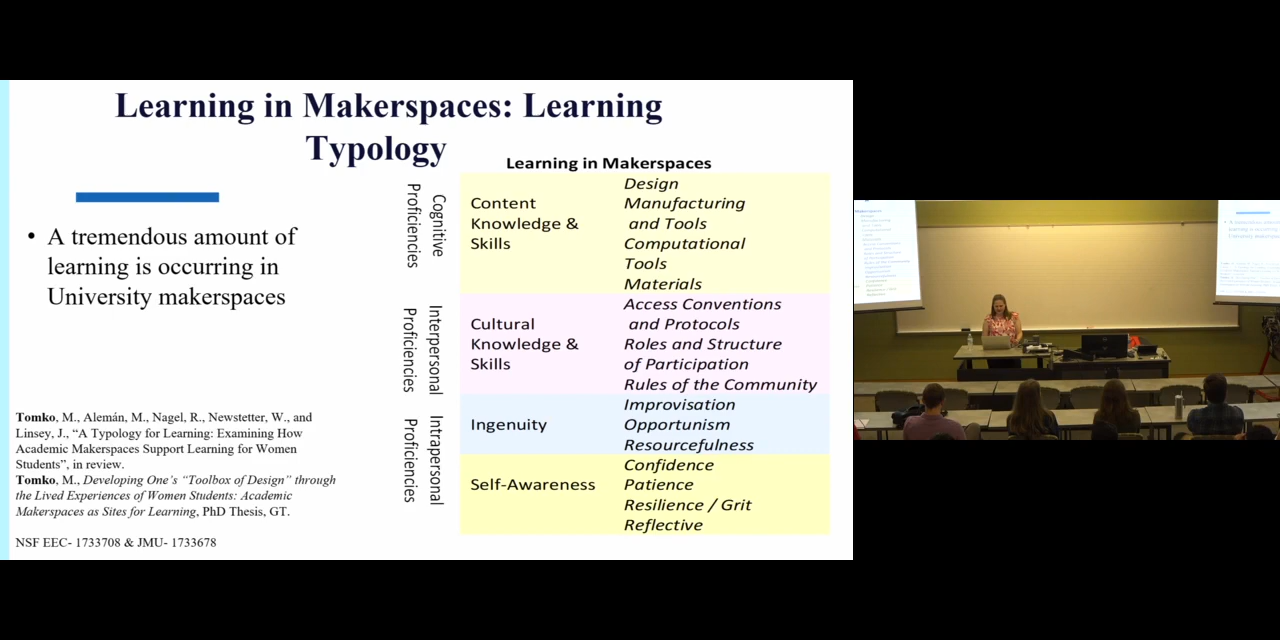 Learning in Makerspaces: Learning
Typology
• A tremendous amount of
learning is occurring in
University makerspaces
Tomko, M., Alemán, M., Nagel, R., Newstetter, W., and
Linsey, J., “A Typology for Learning: Examining How
Academic Makerspaces Support Learning for Women
Students”, in review.
Tomko, M., Developing One’s “Toolbox of Design” through
the Lived Experiences of Women Students: Academic
Makerspaces as Sites for Learning, PhD Thesis, GT.
NSF EEC- 1733708 & JMU- 1733678
Cognitive
Proficiencies
Interpersonal
Proficiencies
Intrapersonal
Proficiencies
Learning in Makerspaces
Content
Knowledge &
Skills
Design
Manufacturing
and Tools
Computational
Tools
Materials
Cultural
Knowledge &
Skills
Access Conventions
and Protocols
Roles and Structure
of Participation
Rules of the Community
Ingenuity
Improvisation
Opportunism
Resourcefulness
Self-Awareness
Confidence
Patience
Resilience / Grit
Reflective